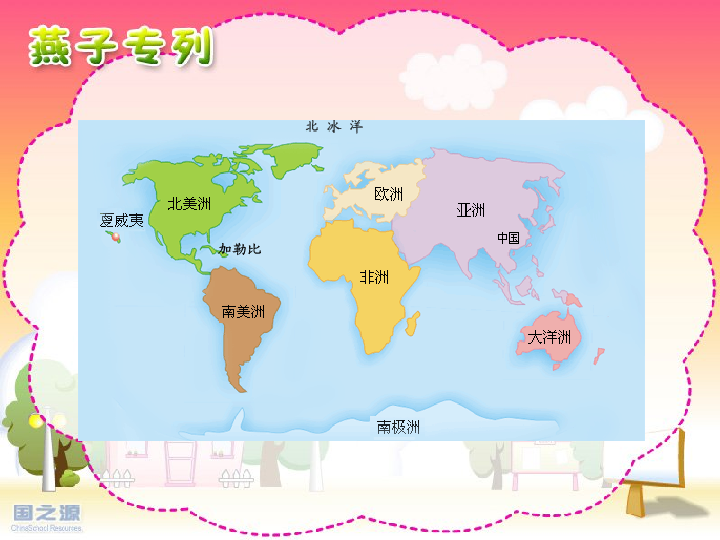 燕子专列
北冰洋
北美洲
欧洲
亚洲
夏威夷
中国
加勒比
非洲
南美洲
大洋洲
南极洲
国之源
ChinaSchool Resources